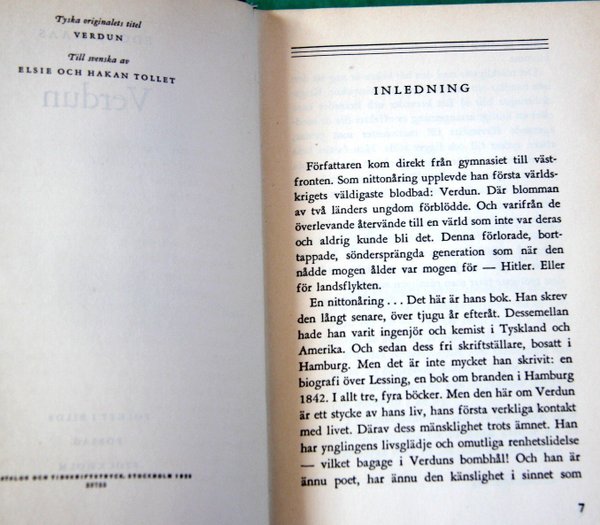 Tyska originalets titel
VERDUN
Till svenska av
ELSIE OCH HAKAN TOLLET
Verdun
STOCKHOLM
INLEDNING
Författaren kom direkt från gymnasiet till väst-
fronten. Som nittonåring upplevde han första världs-
krigets väldigaste blodbad: Verdun. Där blomman
av två länders ungdom förblödde. Och varifrån de
överlevande återvände till en värld som inte var deras
och aldrig kunde bli det. Denna förlorade, bort-
tappade, söndersprängda generation som när den
nådde mogen ålder var mogen för — Hitler. Eller
för landsflykten.
En nittonåring . . . Det här är hans bok. Han skrev
den långt senare, över tjugu år efteråt. Dessemellan
hade han varit ingenjör och kemist i Tyskland och
Amerika. Och sedan dess fri skriftställare, bosatt i
Hamburg. Men det är inte mycket han skrivit: en
biografi över Lessing, en bok om branden i Hamburg
1842. I allt tre, fyra böcker. Men den här om Verdun
är ett stycke av hans liv, hans första verkliga kontakt
med livet. Därav dess mänsklighet trots ämnet. Han
har ynglingens livsglädje och omutliga renhetslidelse
— vilket bagage i Verduns bombhål! Och han är
ännu poet, har ännu den känslighet i sinnet som
7